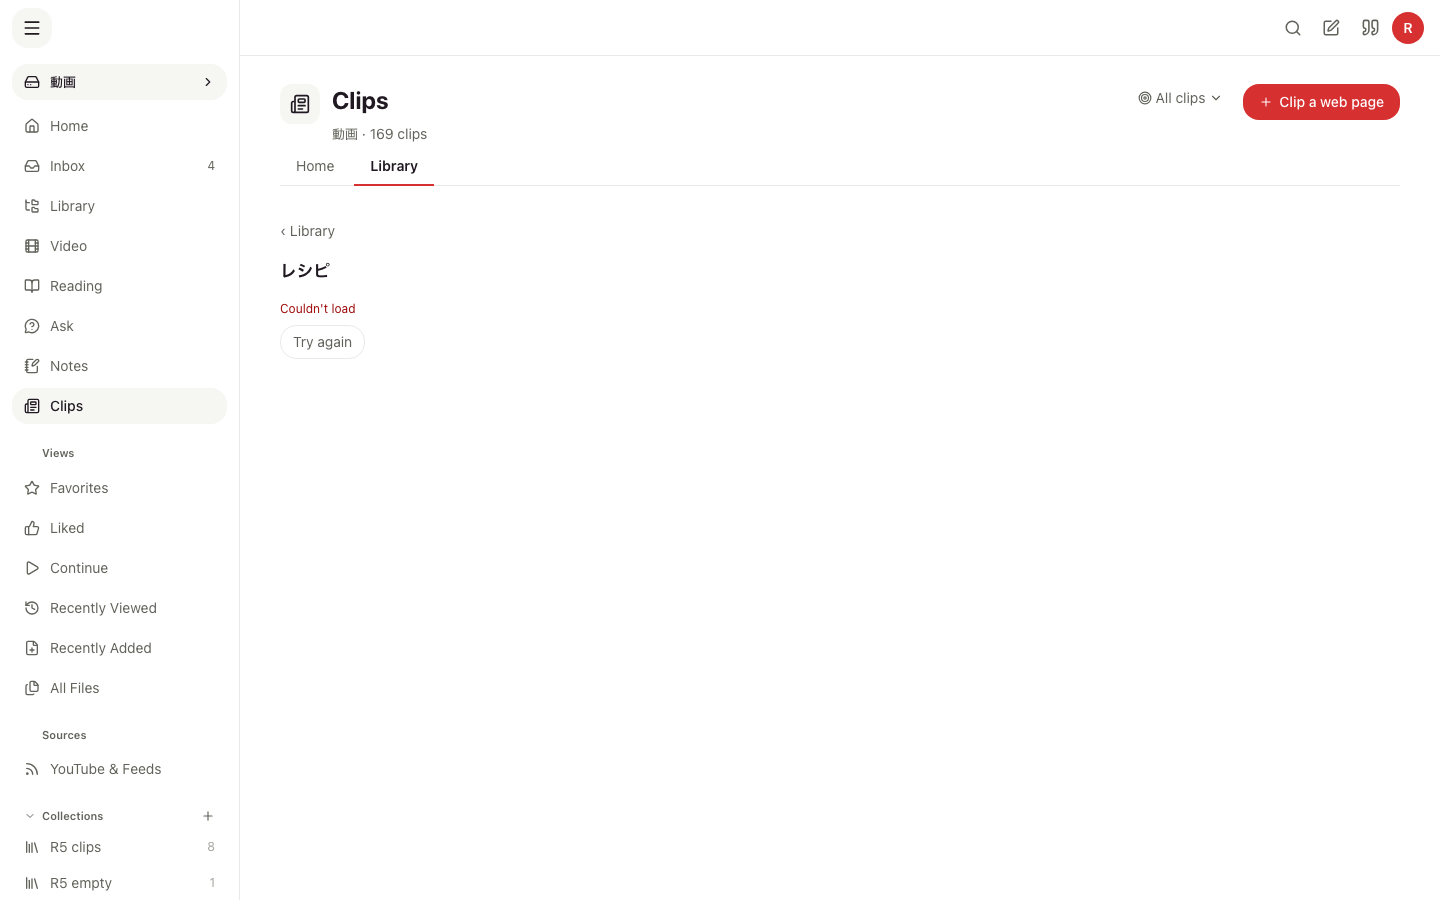 R
動画
Home
Inbox 4
Library
Video
Reading
Ask
Notes
Clips
Views
Favorites
Liked
Continue
Recently Viewed
Recently Added
All Files
Sources
YouTube & Feeds
Collections
R5 clips 8
R5 empty 1
Clips
動画 · 169 clips
All clips
+ Clip a web page
Home Library
‹ Library
レシピ
Couldn't load
Try again